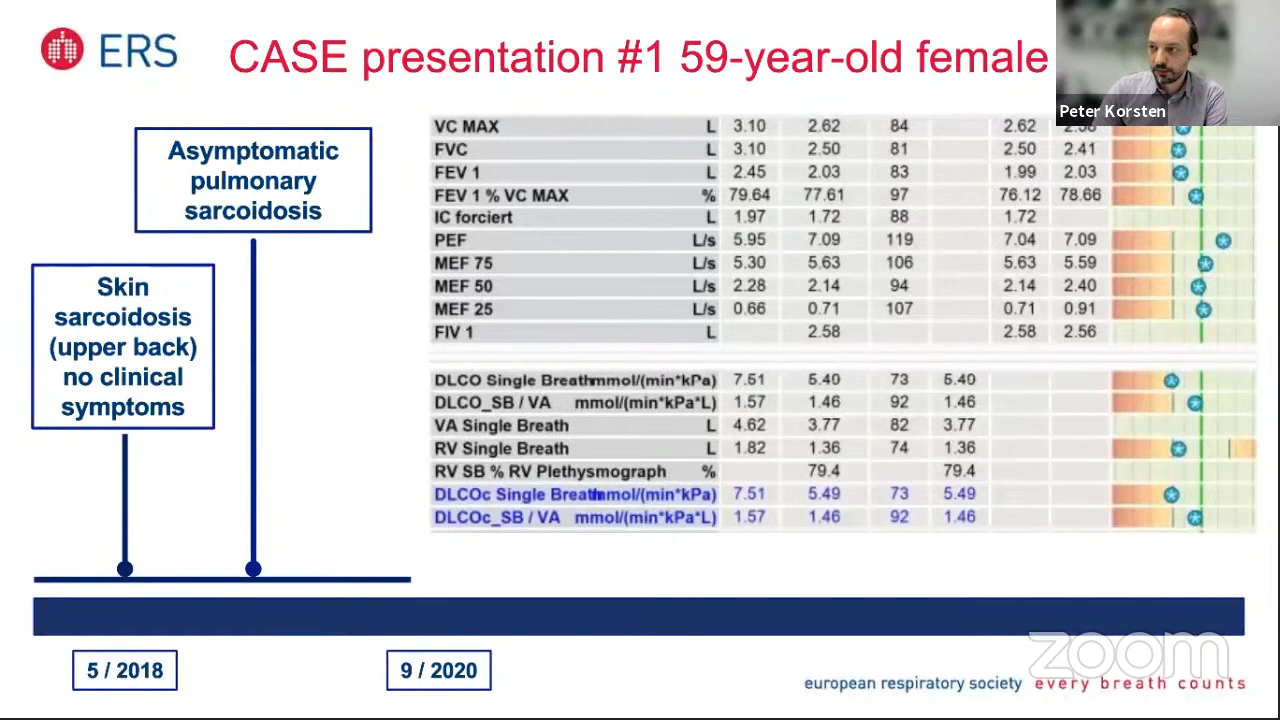 ERS
CASE presentation #1 59-year-old female
Peter Korsten
Asymptomatic
pulmonary
sarcoidosis
Skin
sarcoidosis
(upper back)
no clinical
symptoms
VC MAX L 3.10 2.62 84 2.62
FVC L 3.10 2.50 81 2.50 2.41
FEV 1 L 2.45 2.03 83 1.99 2.03
FEV 1 % VC MAX % 79.64 77.61 97 76.12 78.66
IC forciert L 1.97 1.72 88 1.72
PEF L/s 5.95 7.09 119 7.04 7.09
MEF 75 L/s 5.30 5.63 106 5.63 5.59
MEF 50 L/s 2.28 2.14 94 2.14 2.40
MEF 25 L/s 0.66 0.71 107 0.71 0.91
FIV 1 L 2.58 2.58 2.56
DLCO Single Breath mmol/(min*kPa) 7.51 5.40 73 5.40
DLCO_SB / VA mmol/(min*kPa*L) 1.57 1.46 92 1.46
VA Single Breath L 4.62 3.77 82 3.77
RV Single Breath L 1.82 1.36 74 1.36
RV SB % RV Plethysmograph % 79.4 79.4
DLCOc Single Breath mmol/(min*kPa) 7.51 5.49 73 5.49
DLCOc_SB / VA mmol/(min*kPa*L) 1.57 1.46 92 1.46
5 / 2018
9 / 2020
zoom
european respiratory society every breath counts